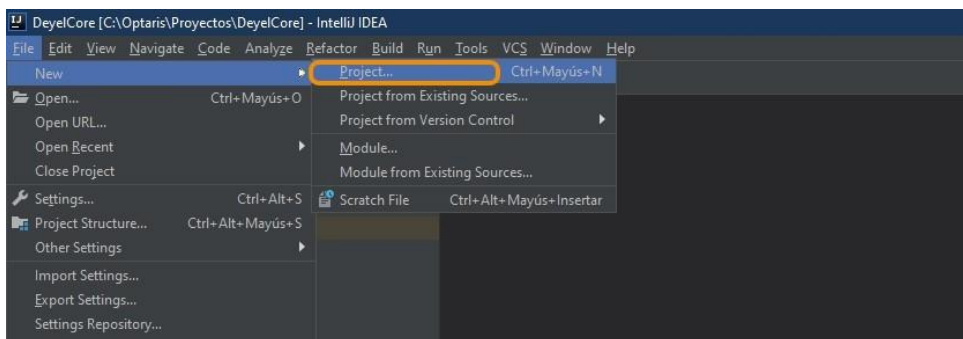 DeyelCore [C:\Optaris\Proyectos\DeyelCore] - IntelliJ IDEA
File Edit View Navigate Code Analyze Refactor Build Run Tools VCS Window Help
New
Project... Ctrl+Mayús+N
Open... Ctrl+Mayús+O
Project from Existing Sources...
Open URL...
Project from Version Control
Open Recent
Module...
Close Project
Module from Existing Sources...
Settings... Ctrl+Alt+S
Scratch File Ctrl+Alt+Mayús+Insertar
Project Structure... Ctrl+Alt+Mayús+S
Other Settings
Import Settings...
Export Settings...
Settings Repository...